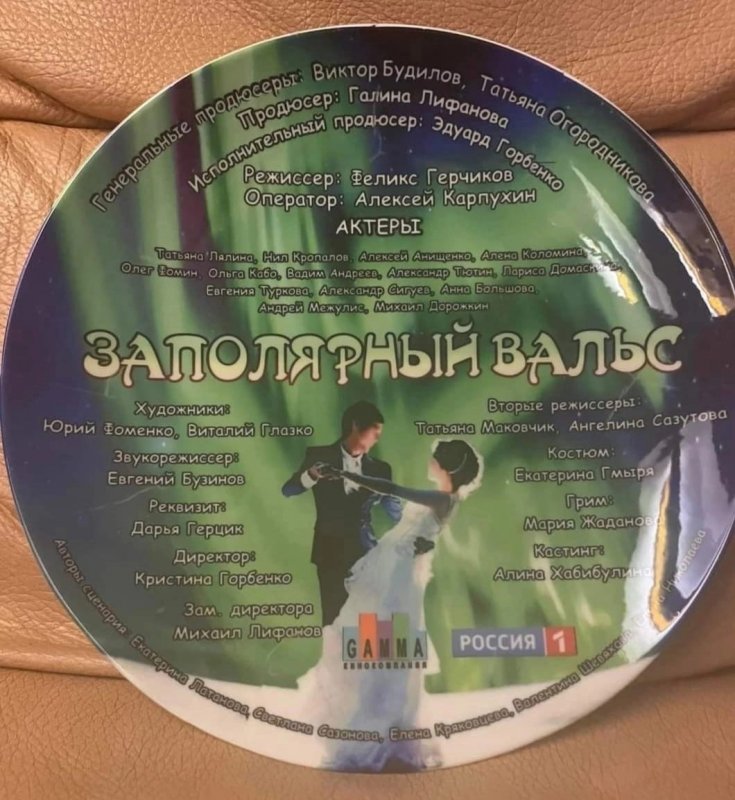 Генеральные продюсеры: Виктор Будилов, Татьяна Огородникова
Продюсер: Галина Лифанова
Исполнительный продюсер: Эдуард Горбенко
Режиссер: Феликс Герчиков
Оператор: Алексей Карпухин
АКТЕРЫ
Татьяна Лялина, Нил Кропалов, Алексей Анищенко, Алена Коломина,
Олег Фомин, Ольга Кабо, Вадим Андреев, Александр Тютин, Лариса
Евгения Туркова, Александр Сигуев, Анна Большова,
Андрей Межулис, Михаил Дорожкин
ЗАПОЛЯРНЫЙ ВАЛЬС
Художники:
Юрий Фоменко, Виталий Глазко
Звукорежиссер:
Евгений Бузинов
Реквизит:
Дарья Герцик
Директор:
Кристина Горбенко
Зам. директора
Михаил Лифанов
Вторые режиссеры:
Татьяна Маковчик, Ангелина Сазутова
Костюм:
Екатерина Гмыря
Грим:
Мария Жаданова
Кастинг:
Алина Хабибулина
GAMMA
КИНОКОМПАНИЯ
РОССИЯ 1
Авторы сценария: Екатерина Латанова, Светлана Сазонова, Елена Кряковцева, Валентина Николаева